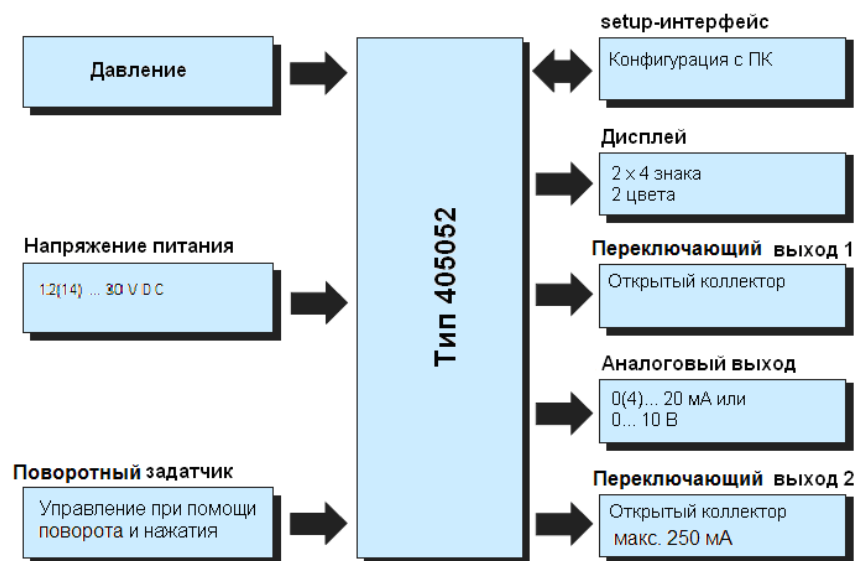 Давление
Напряжение питания
12(14) ... 30 V D C
Поворотный задатчик
Управление при помощи
поворота и нажатия
Тип 405052
setup-интерфейс
Конфигурация с ПК
Дисплей
2 x 4 знака
2 цвета
Переключающий выход 1
Открытый коллектор
Аналоговый выход
0(4)... 20 мА или
0... 10 В
Переключающий выход 2
Открытый коллектор
макс. 250 мА